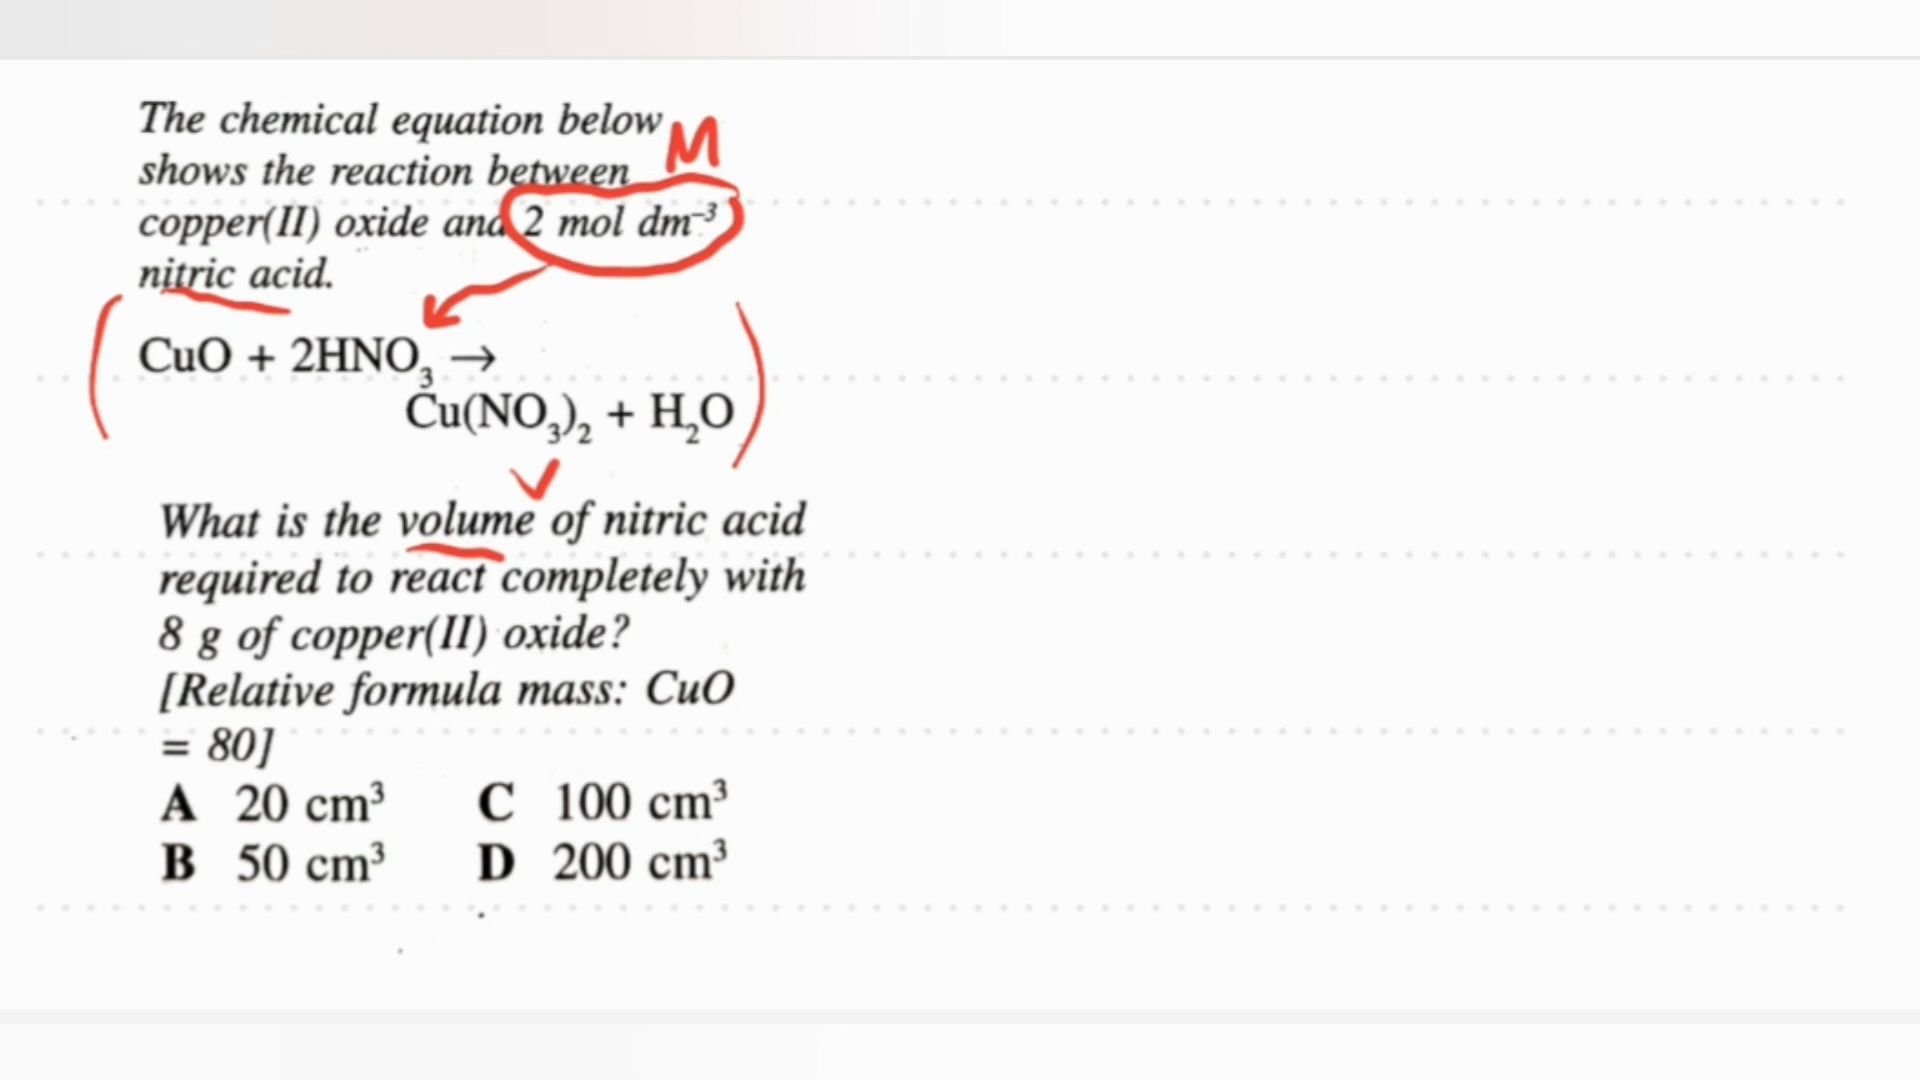 The chemical equation below
M
shows the reaction between
copper(II) oxide and 2 mol dm⁻³
nitric acid.
CuO + 2HNO₃ →
Cu(NO₃)₂ + H₂O
V
What is the volume of nitric acid
required to react completely with
8 g of copper(II) oxide?
[Relative formula mass: CuO
= 80]
A 20 cm³ C 100 cm³
B 50 cm³ D 200 cm³